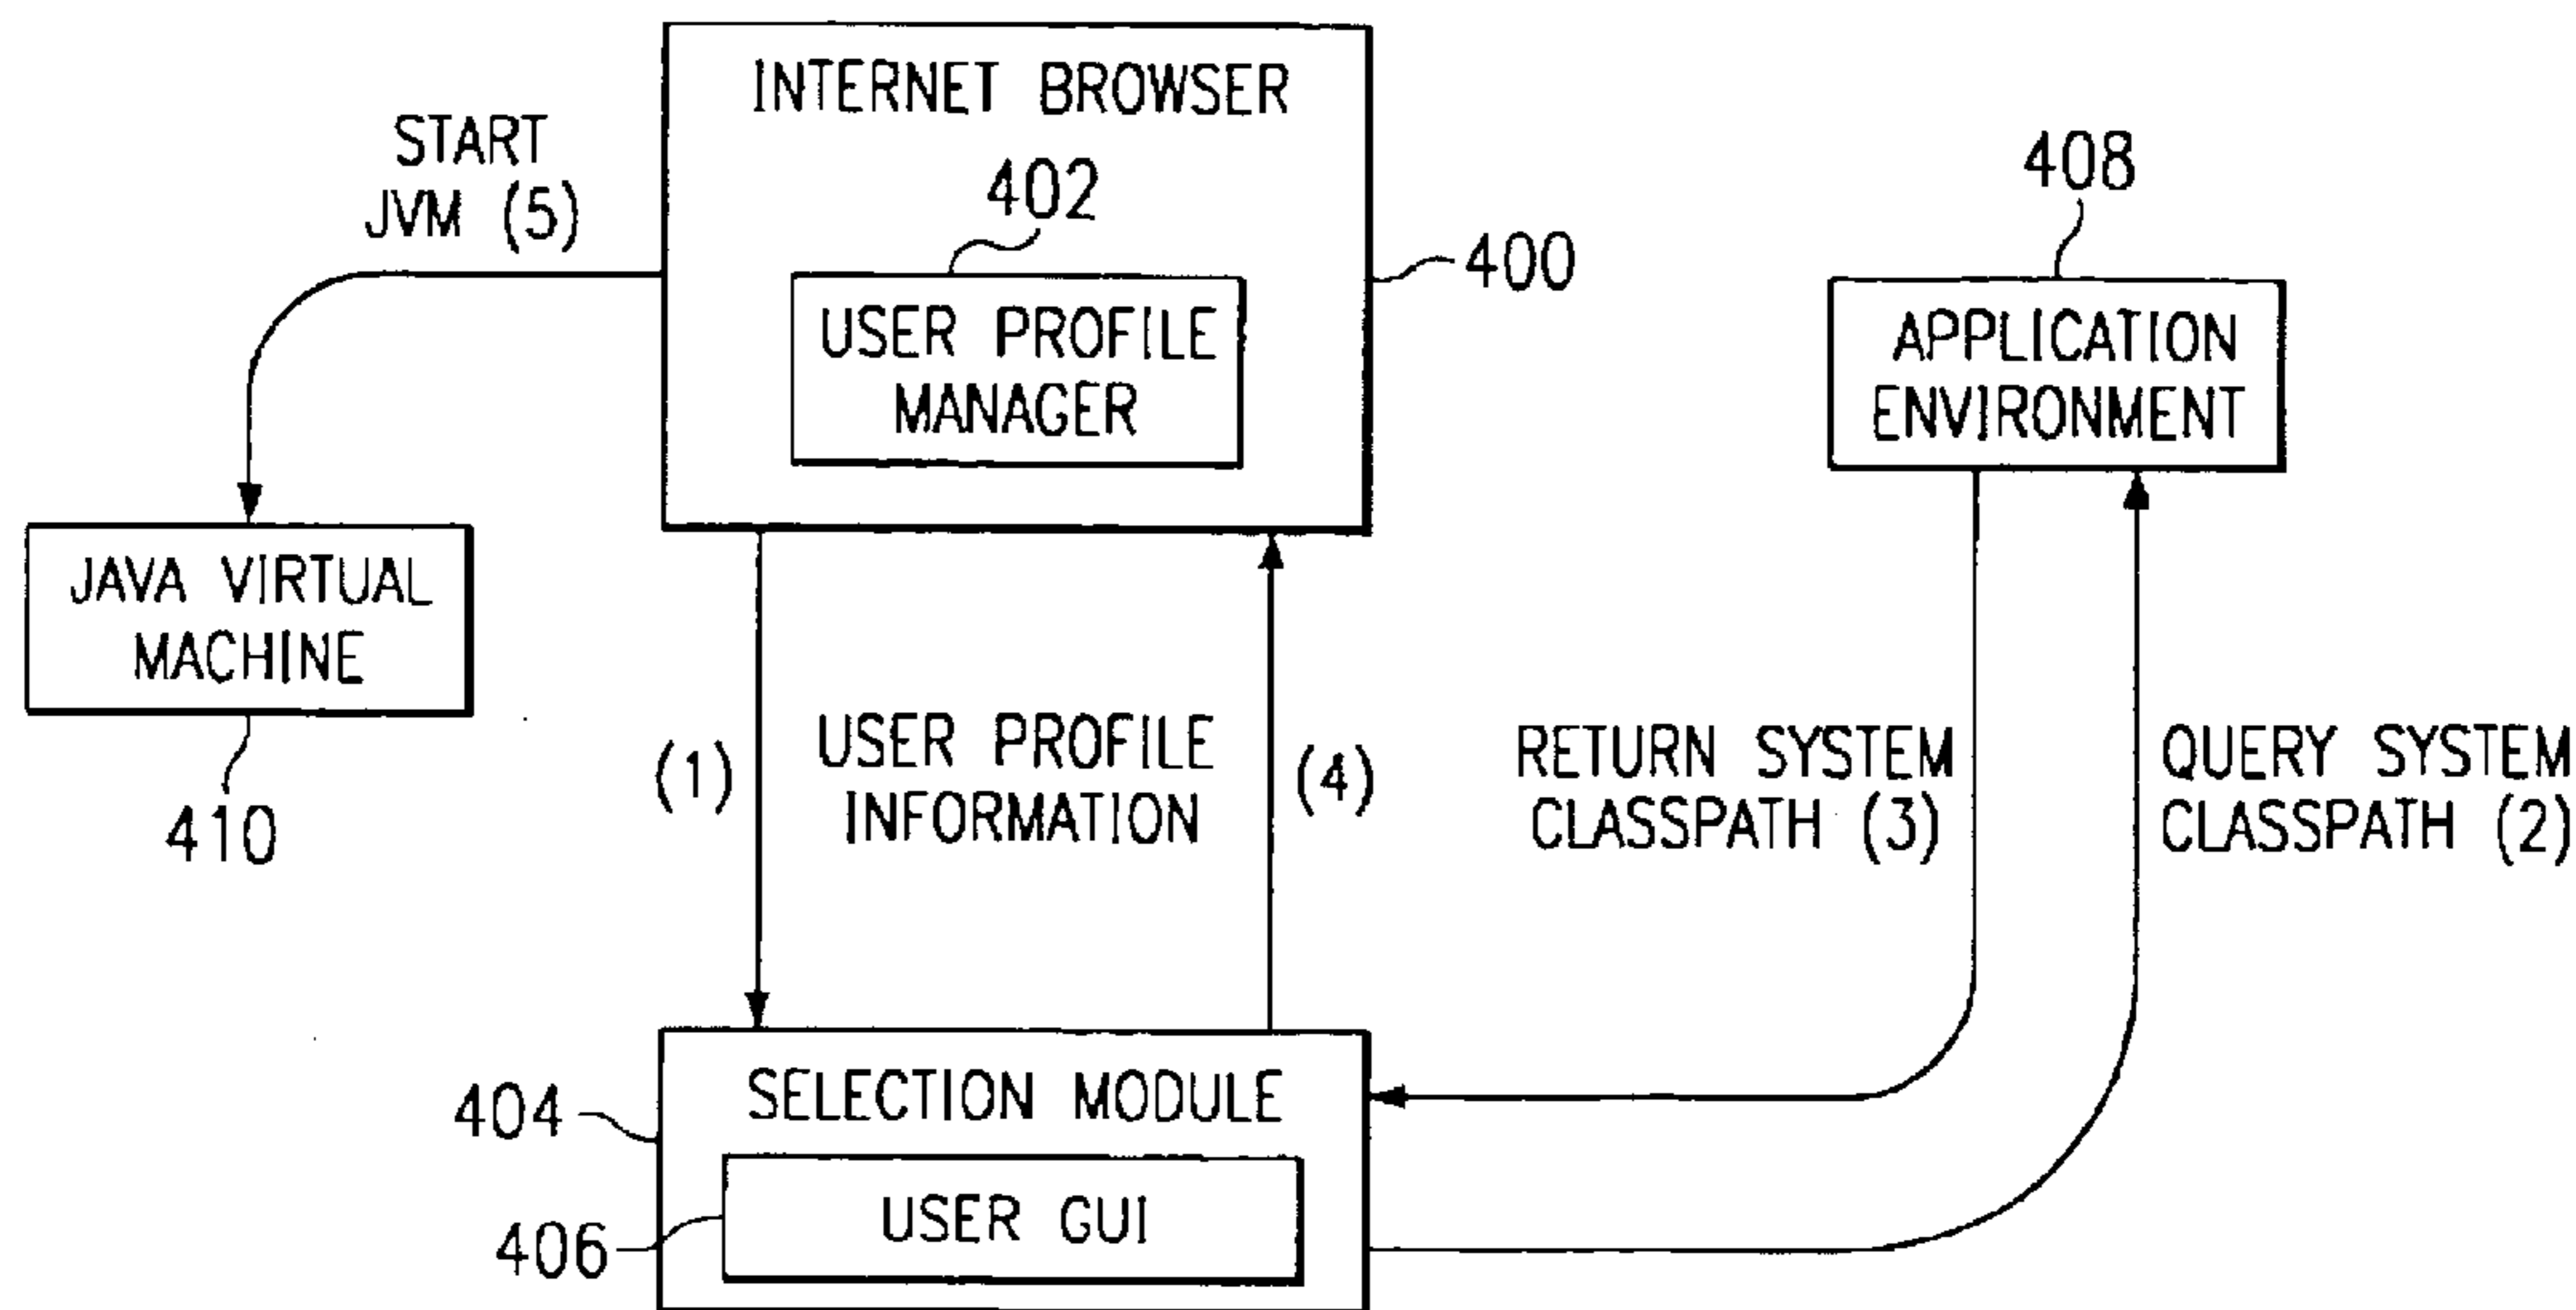 INTERNET BROWSER
START
JVM (5)
402
408
400
USER PROFILE
MANAGER
APPLICATION
ENVIRONMENT
JAVA VIRTUAL
MACHINE
410
(1)
USER PROFILE
INFORMATION
(4)
RETURN SYSTEM
CLASSPATH (3)
QUERY SYSTEM
CLASSPATH (2)
404
SELECTION MODULE
406
USER GUI